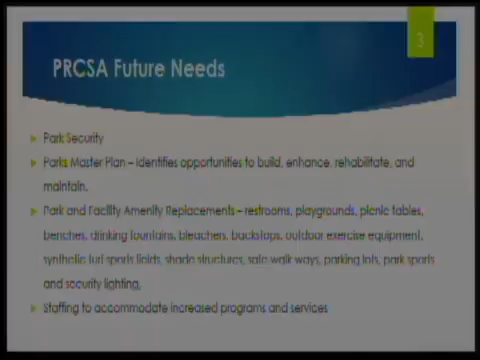 3
PRCSA Future Needs
Park Security
Parks Master Plan – identifies opportunities to build, enhance, rehabilitate, and
maintain.
Park and Facility Amenity Replacements – restrooms, playgrounds, picnic tables,
benches, drinking fountains, bleachers, backstops, outdoor exercise equipment,
synthetic turf sports fields, shade structures, safe walk ways, parking lots, park sports
and security lighting,
Staffing to accommodate increased programs and services